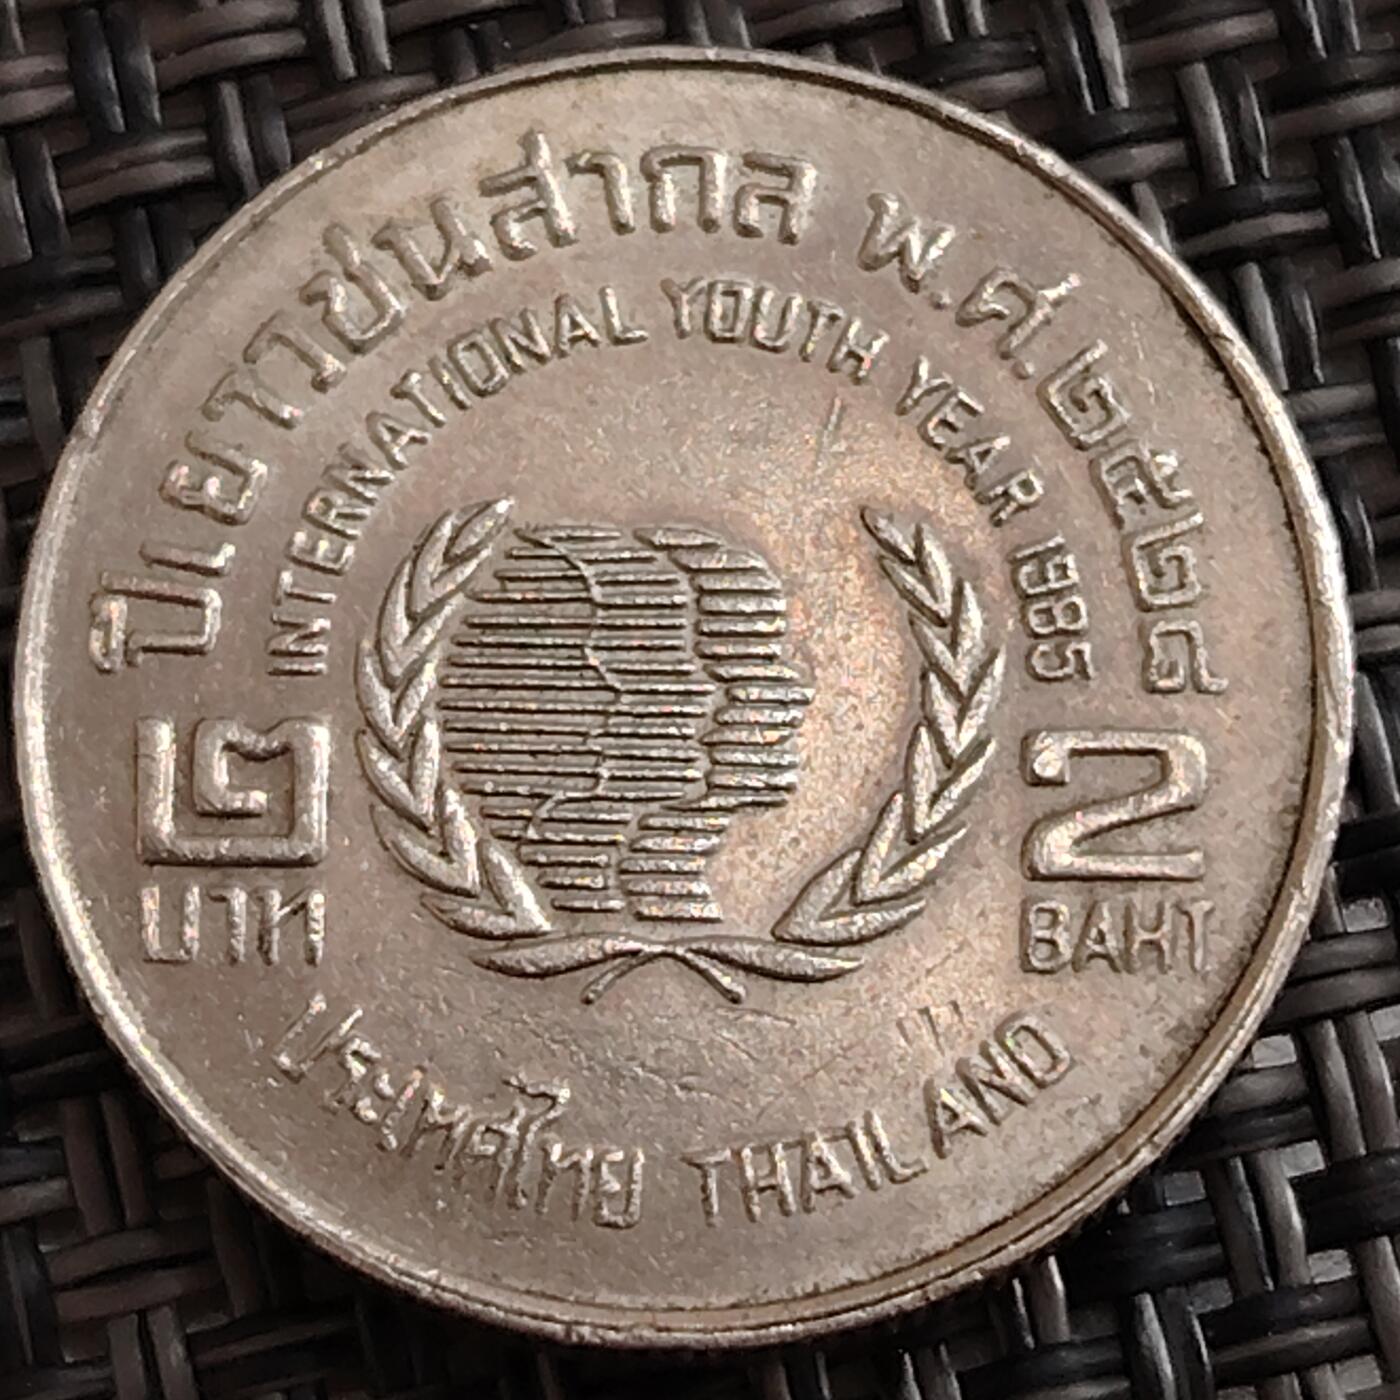 ปีเยาวชนสากล พ.ศ.๒๕๒๘
INTERNATIONAL YOUTH YEAR 1985
๒ 2
บาท BAHT
ประเทศไทย THAILAND